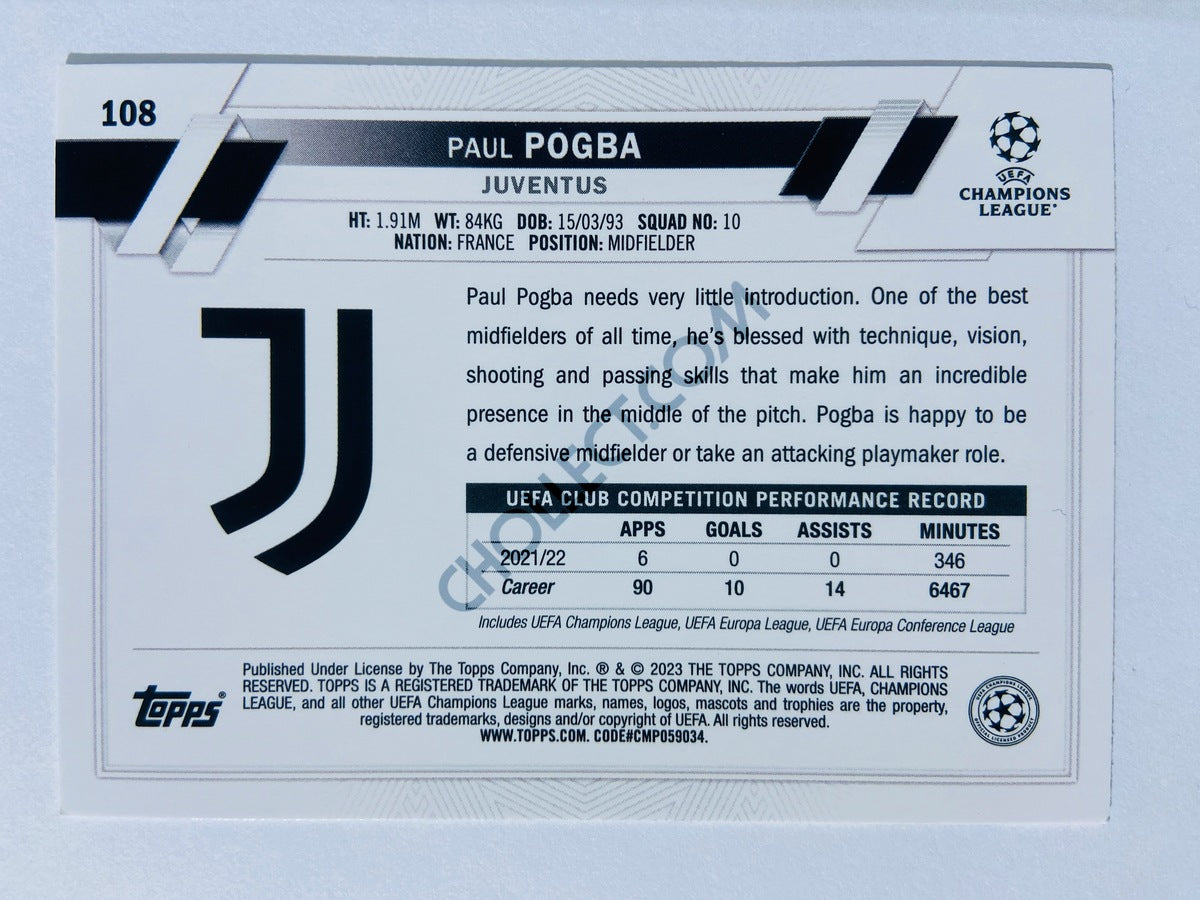 108
PAUL POGBA
JUVENTUS
UEFA
CHAMPIONS
LEAGUE®
HT: 1.91M WT: 84KG DOB: 15/03/93 SQUAD NO: 10
NATION: FRANCE POSITION: MIDFIELDER
Paul Pogba needs very little introduction. One of the best
midfielders of all time, he's blessed with technique, vision,
shooting and passing skills that make him an incredible
presence in the middle of the pitch. Pogba is happy to be
a defensive midfielder or take an attacking playmaker role.
CHOLLECT.COM
UEFA CLUB COMPETITION PERFORMANCE RECORD
APPS GOALS ASSISTS MINUTES
2021/22 6 0 0 346
Career 90 10 14 6467
Includes UEFA Champions League, UEFA Europa League, UEFA Europa Conference League
Topps®
Published Under License by The Topps Company, Inc. ® & © 2023 THE TOPPS COMPANY, INC. ALL RIGHTS
RESERVED. TOPPS IS A REGISTERED TRADEMARK OF THE TOPPS COMPANY, INC. The words UEFA, CHAMPIONS
LEAGUE, and all other UEFA Champions League marks, names, logos, mascots and trophies are the property,
registered trademarks, designs and/or copyright of UEFA. All rights reserved.
WWW.TOPPS.COM. CODE#CMP059034.
UEFA CHAMPIONS LEAGUE
OFFICIAL LICENSED PRODUCT